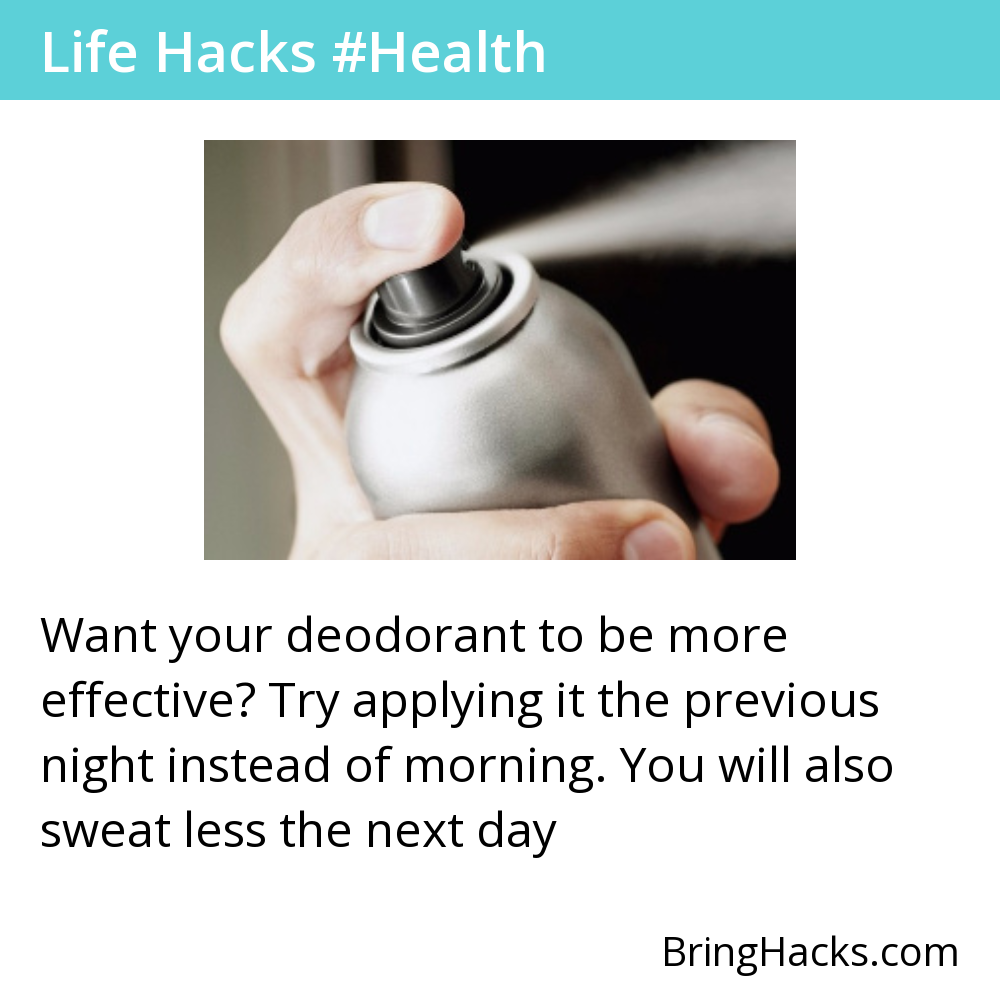 Life Hacks #Health
Want your deodorant to be more
effective? Try applying it the previous
night instead of morning. You will also
sweat less the next day
BringHacks.com